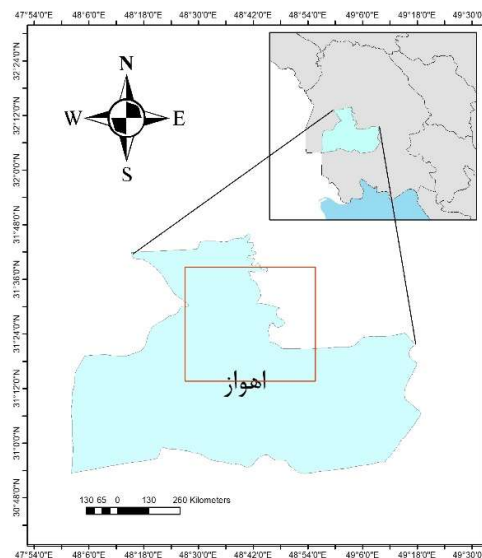 47°54'0"E 48°6'0"E 48°18'0"E 48°30'0"E 48°42'0"E 48°54'0"E 49°6'0"E 49°18'0"E 49°30'0"E
32°24'0"N
32°12'0"N
32°0'0"N
31°48'0"N
31°36'0"N
31°24'0"N
31°12'0"N
31°0'0"N
30°48'0"N
N
W E
S
اهواز
130 65 0 130 260 Kilometers
47°54'0"E 48°6'0"E 48°18'0"E 48°30'0"E 48°42'0"E 48°54'0"E 49°6'0"E 49°18'0"E 49°30'0"E